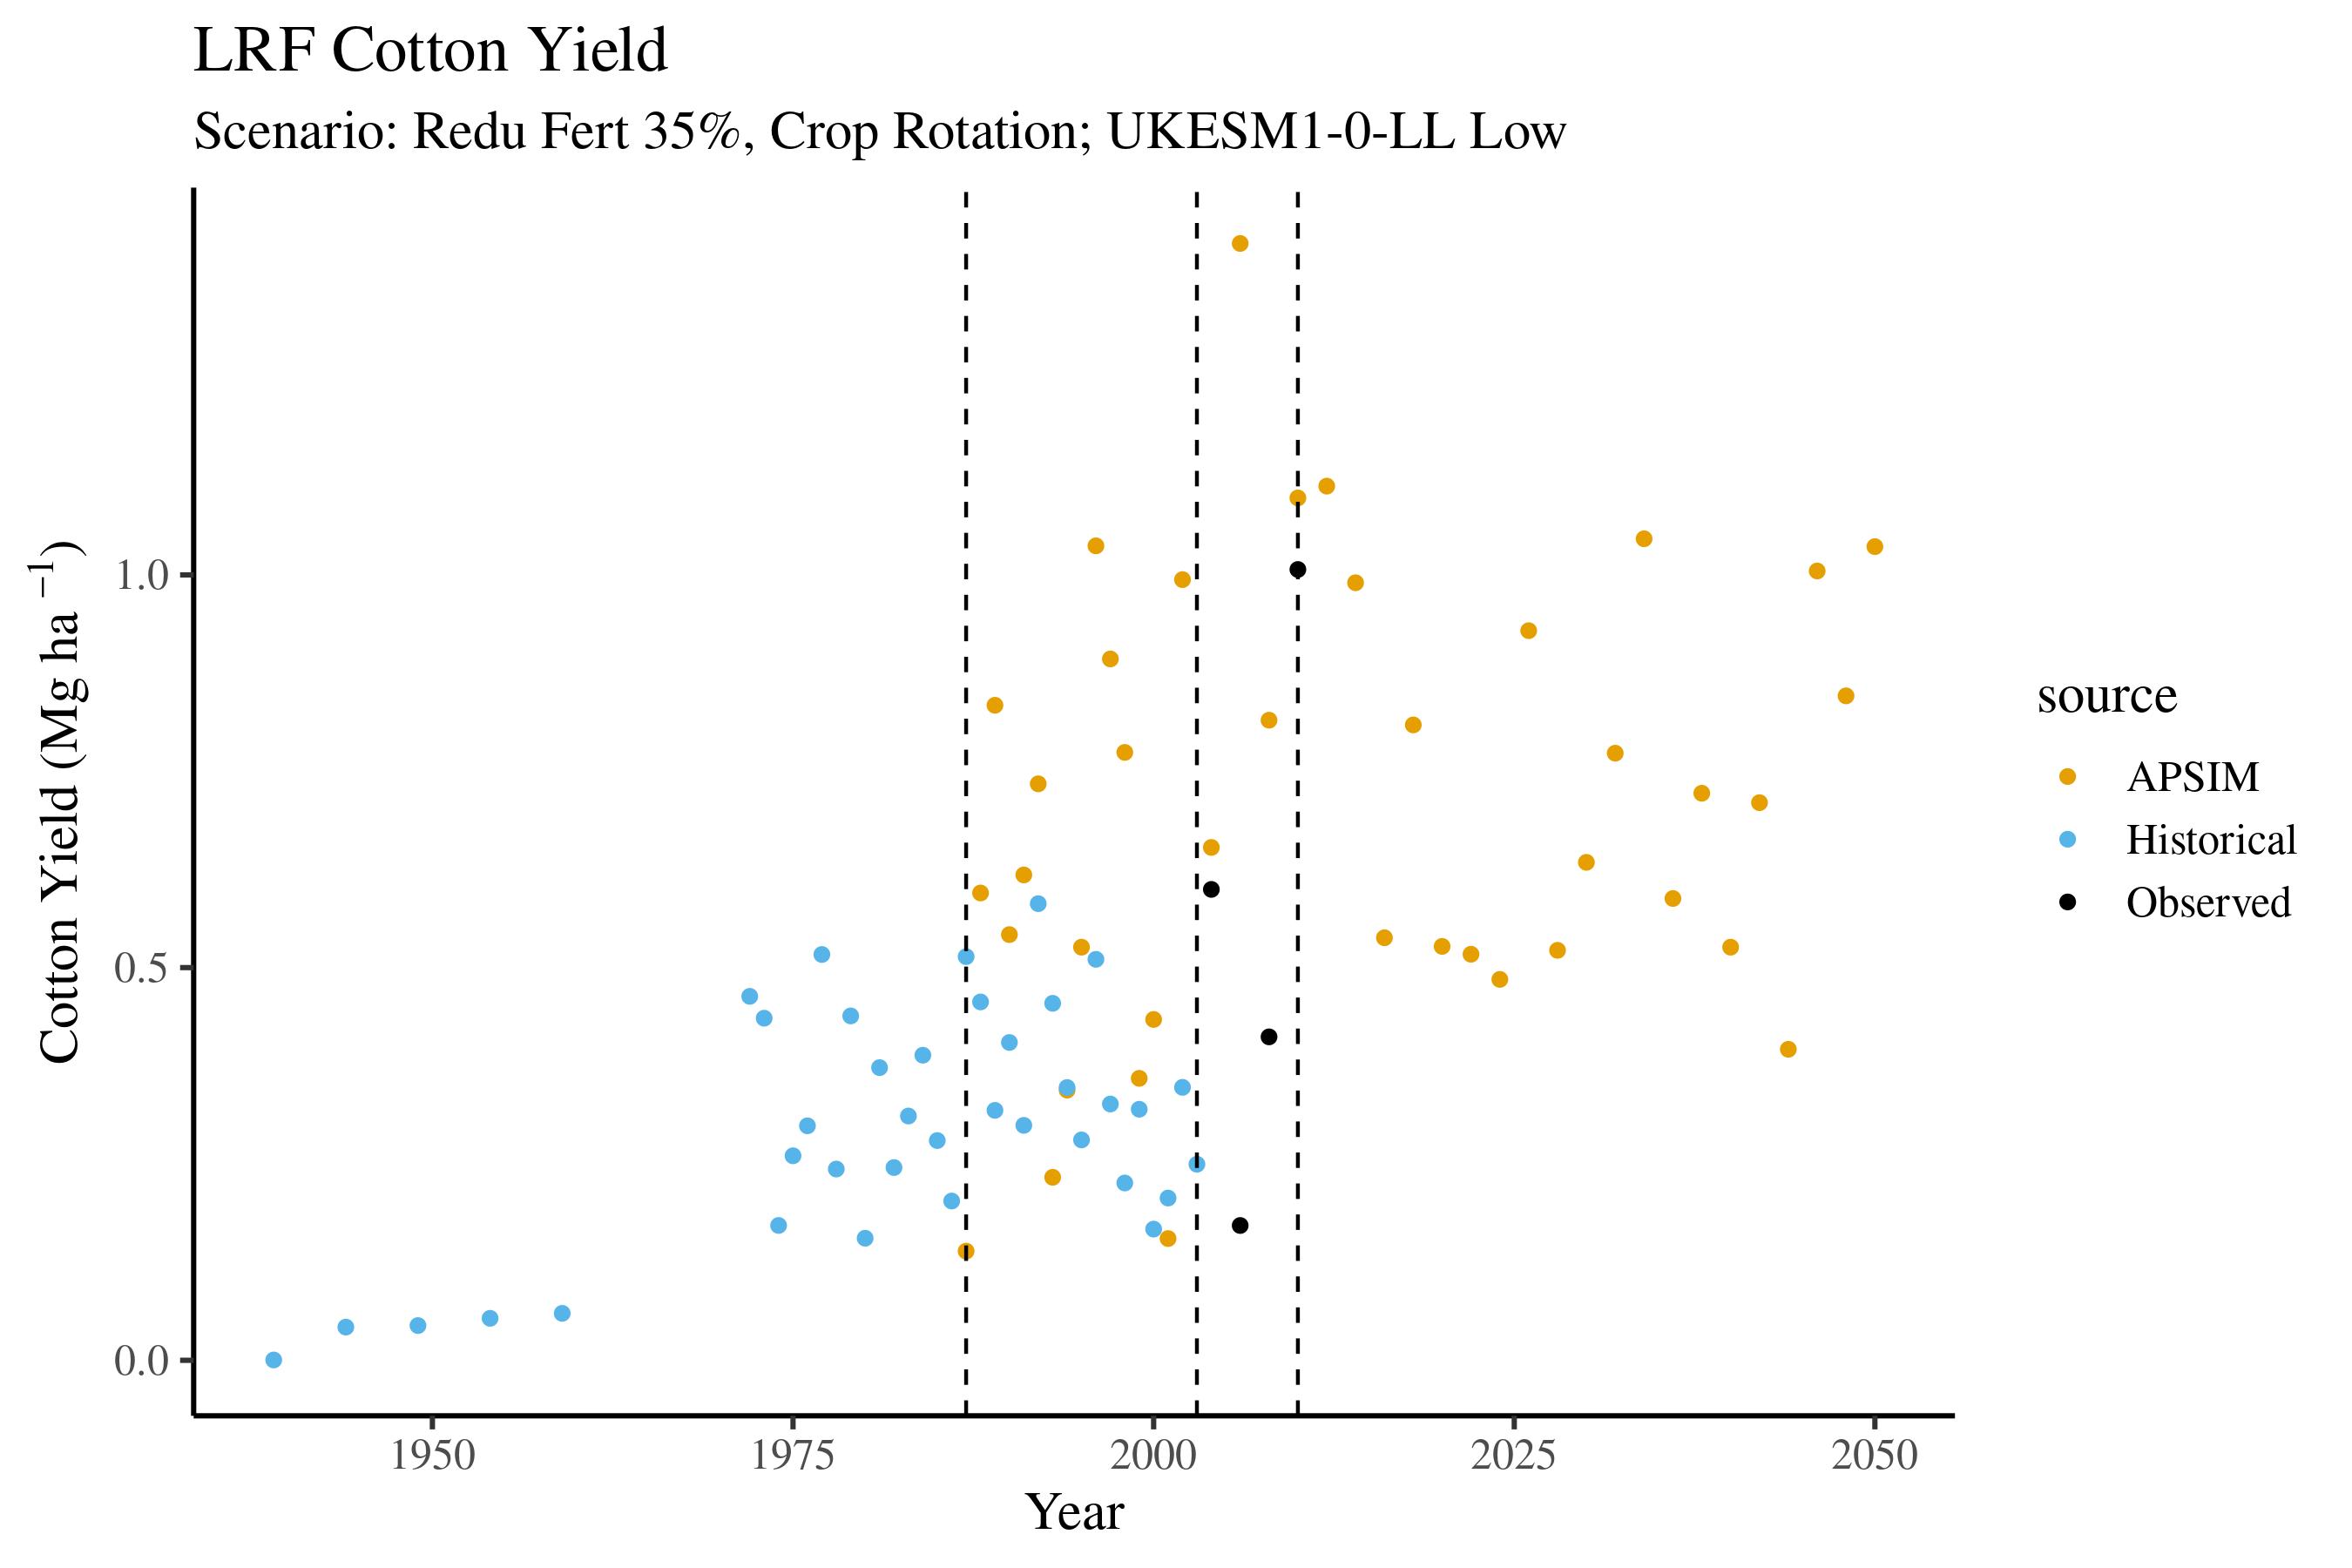 LRF Cotton Yield
Scenario: Redu Fert 35%, Crop Rotation; UKESM1-0-LL Low
Cotton Yield (Mg ha⁻¹)
1.0
0.5
0.0
1950 1975 2000 2025 2050
Year
source
APSIM
Historical
Observed